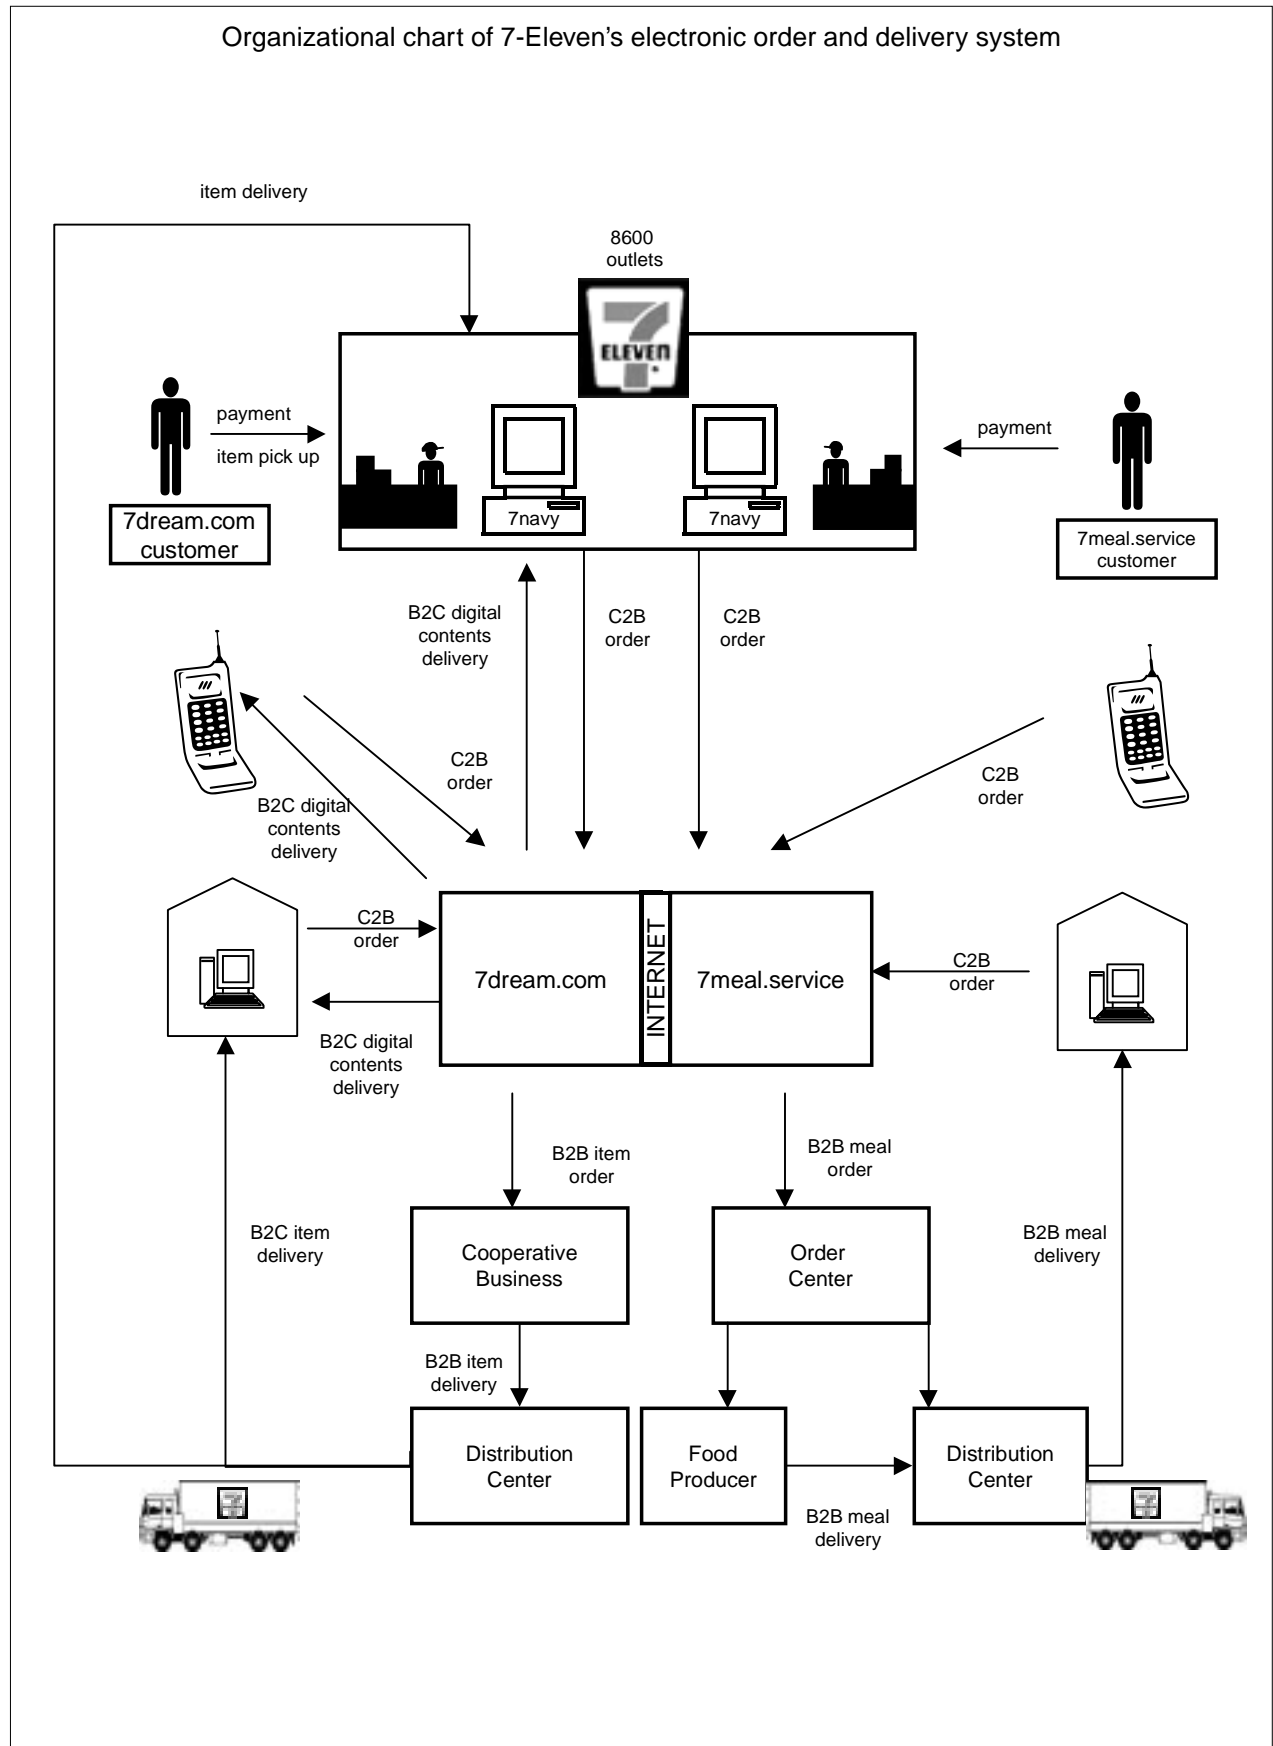 Organizational chart of 7-Eleven's electronic order and delivery system
item delivery
8600
outlets
7
ELEVEN
payment
item pick up
payment
7navy
7navy
7dream.com
customer
7meal.service
customer
B2C digital
contents
delivery
C2B
order
C2B
order
C2B
order
C2B
order
B2C digital
contents
delivery
C2B
order
7dream.com
INTERNET
7meal.service
C2B
order
B2C digital
contents
delivery
B2B item
order
B2B meal
order
B2C item
delivery
Cooperative
Business
Order
Center
B2B meal
delivery
B2B item
delivery
Distribution
Center
Food
Producer
Distribution
Center
B2B meal
delivery